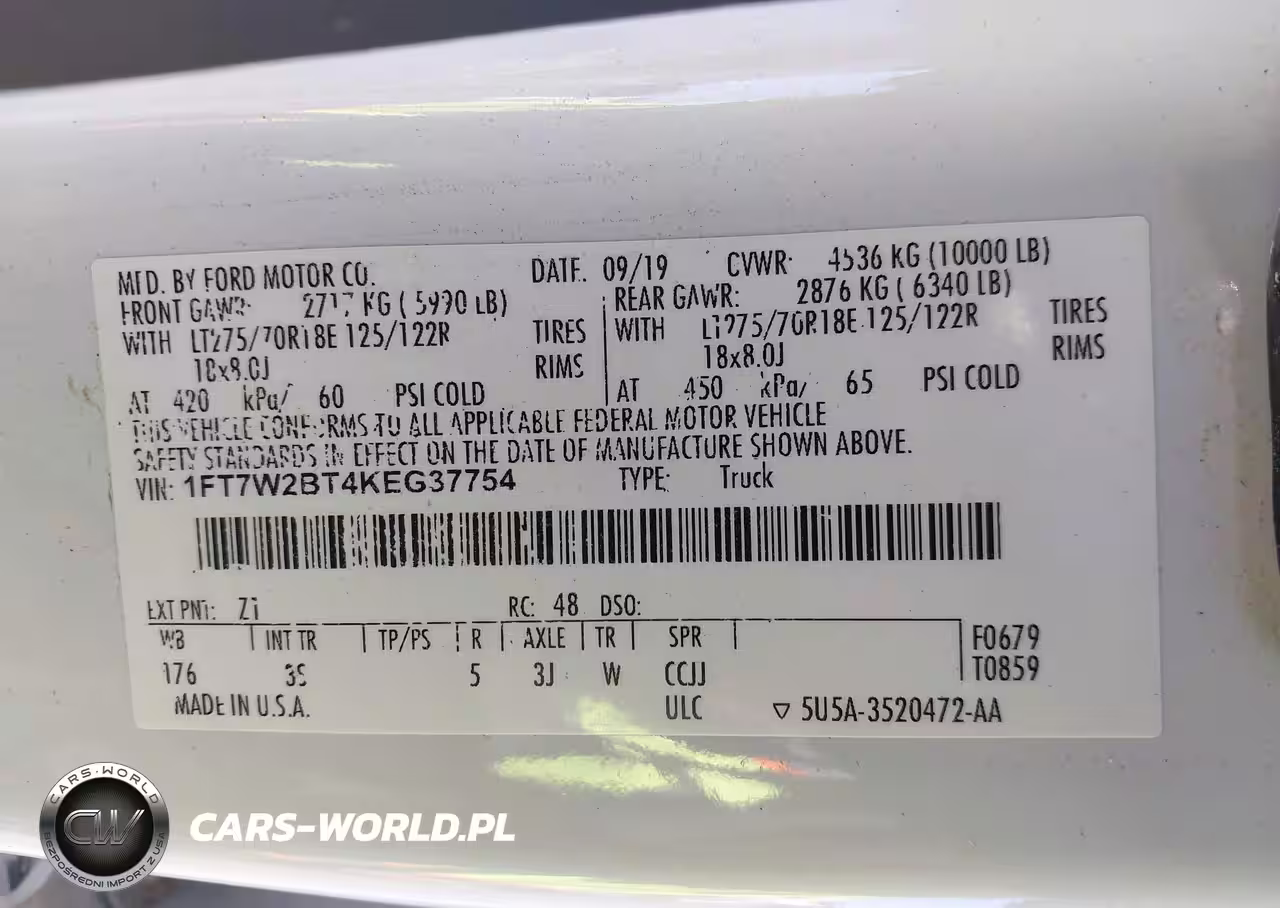 MFD. BY FORD MOTOR CO. DATE: 09/19 GVWR: 4536 KG (10000 LB)
FRONT GAWR: 2717 KG ( 5990 LB) REAR GAWR: 2876 KG ( 6340 LB)
WITH LT275/70R18E 125/122R TIRES WITH LT275/70R18E 125/122R TIRES
18x8.0J RIMS 18x8.0J RIMS
AT 420 kPa/ 60 PSI COLD AT 450 kPa/ 65 PSI COLD
THIS VEHICLE CONFORMS TO ALL APPLICABLE FEDERAL MOTOR VEHICLE
SAFETY STANDARDS IN EFFECT ON THE DATE OF MANUFACTURE SHOWN ABOVE.
VIN: 1FT7W2BT4KEG37754 TYPE: Truck
EXT PNT: Z1 RC: 48 DSO:
WB INT TR TP/PS R AXLE TR SPR F0679
176 3S 5 3J W CCJJ T0859
MADE IN U.S.A. ULC ▽ 5U5A-3520472-AA
CARS-WORLD
CW
BEZPOŚREDNI IMPORT Z USA
CARS-WORLD.PL